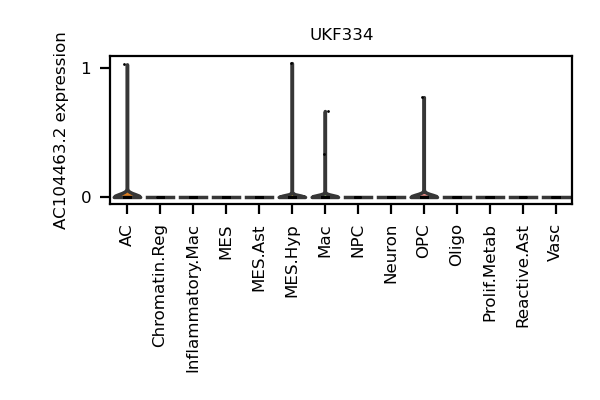 UKF334
AC104463.2 expression
1
0
AC
Chromatin.Reg
Inflammatory.Mac
MES
MES.Ast
MES.Hyp
Mac
NPC
Neuron
OPC
Oligo
Prolif.Metab
Reactive.Ast
Vasc